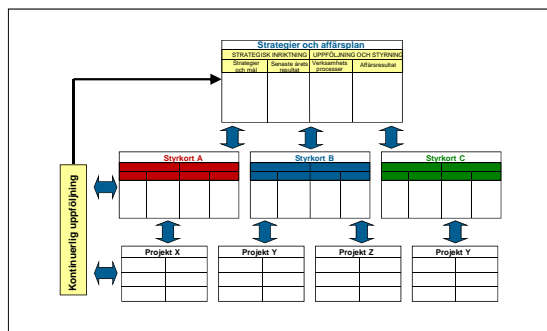 Strategier och affärsplan
STRATEGISK INRIKTNING UPPFÖLJNING OCH STYRNING
Strategier och mål
Senaste årets resultat
Verksamhets processer
Affärsresultat
Styrkort A
Styrkort B
Styrkort C
Kontinuerlig uppföljning
Projekt X
Projekt Y
Projekt Z
Projekt Y